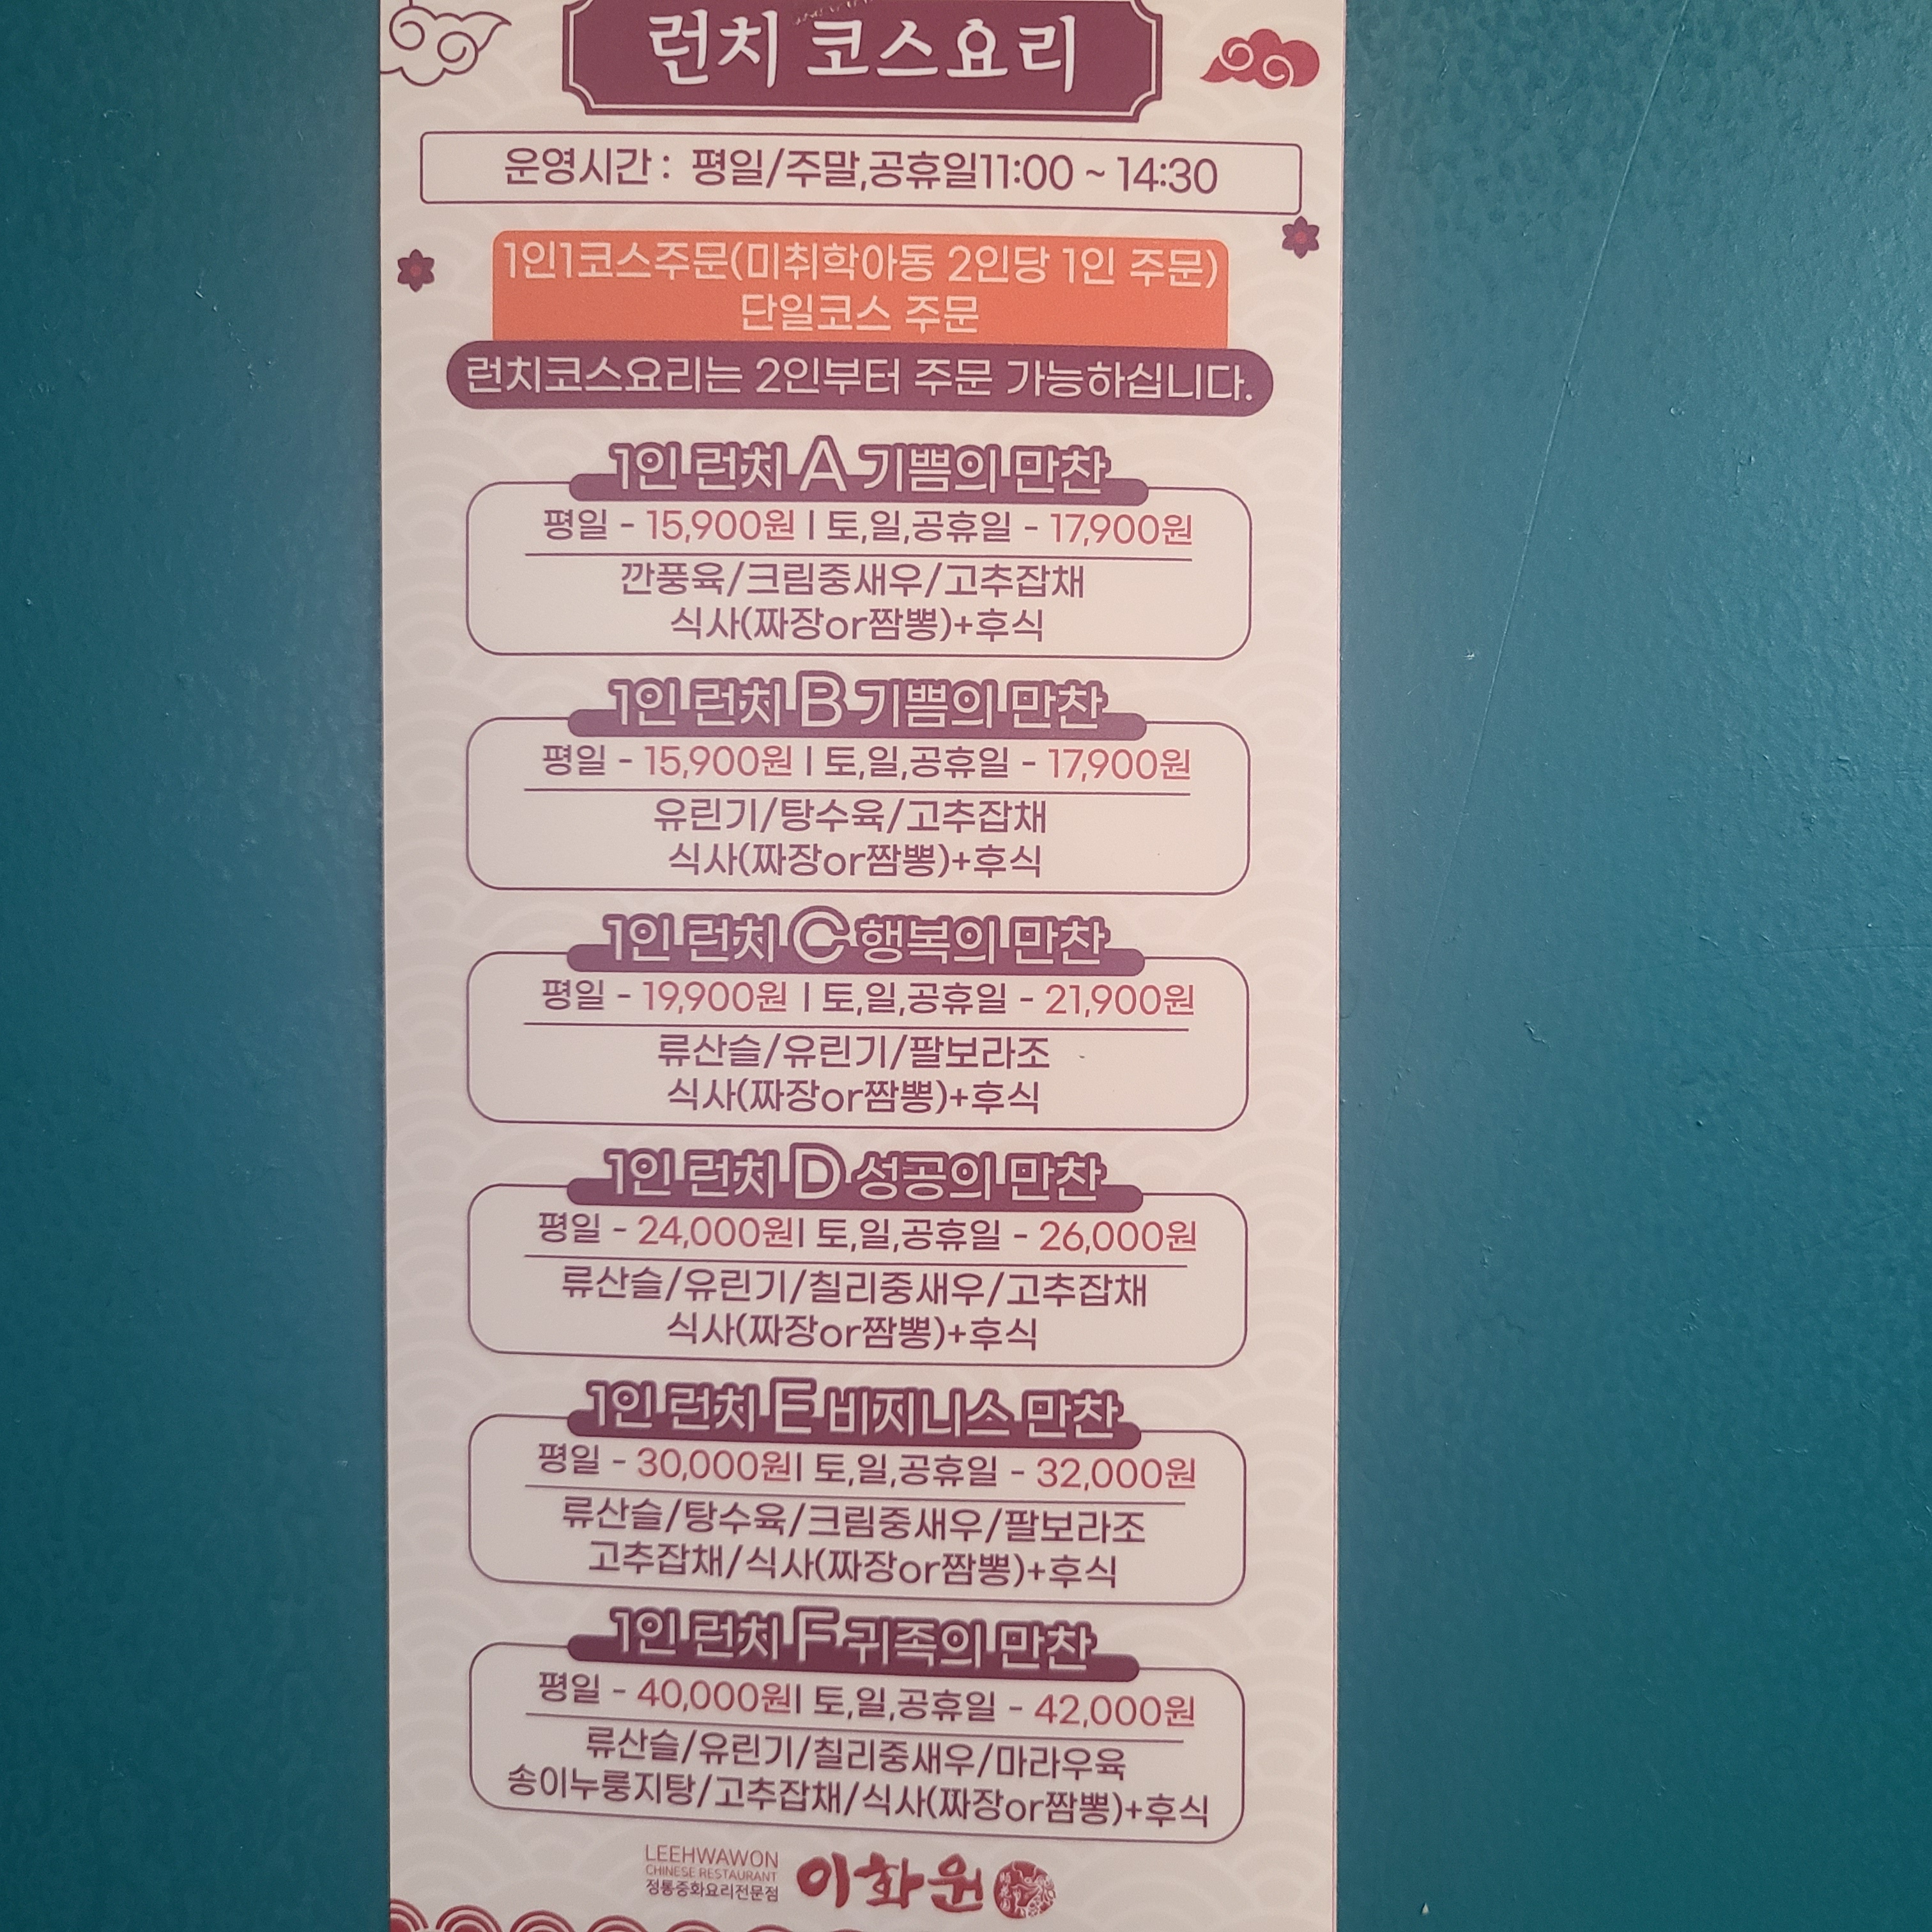 런치 코스요리
운영시간 : 평일/주말,공휴일11:00 ~ 14:30
1인1코스주문(미취학아동 2인당 1인 주문)
단일코스 주문
런치코스요리는 2인부터 주문 가능하십니다.
1인 런치 A 기쁨의 만찬
평일 - 15,900원 | 토,일,공휴일 - 17,900원
깐풍육/크림중새우/고추잡채
식사(짜장or짬뽕)+후식
1인 런치 B 기쁨의 만찬
평일 - 15,900원 | 토,일,공휴일 - 17,900원
유린기/탕수육/고추잡채
식사(짜장or짬뽕)+후식
1인 런치 C 행복의 만찬
평일 - 19,900원 | 토,일,공휴일 - 21,900원
류산슬/유린기/팔보라조
식사(짜장or짬뽕)+후식
1인 런치 D 성공의 만찬
평일 - 24,000원| 토,일,공휴일 - 26,000원
류산슬/유린기/칠리중새우/고추잡채
식사(짜장or짬뽕)+후식
1인 런치 E 비지니스 만찬
평일 - 30,000원| 토,일,공휴일 - 32,000원
류산슬/탕수육/크림중새우/팔보라조
고추잡채/식사(짜장or짬뽕)+후식
1인 런치 F 귀족의 만찬
평일 - 40,000원| 토,일,공휴일 - 42,000원
류산슬/유린기/칠리중새우/마라우육
송이누룽지탕/고추잡채/식사(짜장or짬뽕)+후식
LEEHWAWON
CHINESE RESTAURANT
정통중화요리전문점
이화원